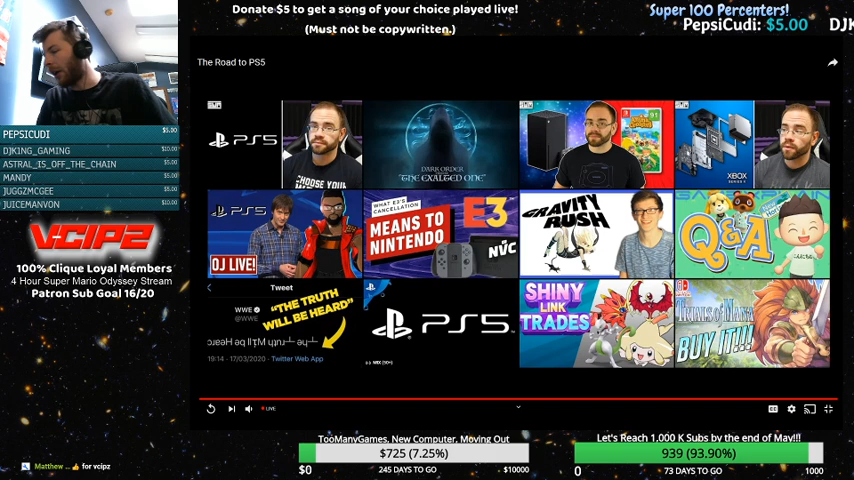 Donate $5 to get a song of your choice played live!
(Must not be copywritten.)
Super 100 Percenters!
PepsiCudi: $5.00
DJK
The Road to PS5
PEPSICUDI $5.00
DJKING_GAMING $10.00
ASTRAL_IS_OFF_THE_CHAIN $5.00
MANDY $5.00
JUGGZMCGEE $5.00
JUICEMANVON $10.00
VCIPZ
100% Clique Loyal Members
4 Hour Super Mario Odyssey Stream
Patron Sub Goal 16/20
PS5
CHOOSE YOUR
DARK ORDER
"THE EXALTED ONE"
XBOX
PS5
OJ LIVE!
WHAT E3'S
CANCELLATION
MEANS TO
NINTENDO
E3
NVC
GRAVITY
RUSH
Q&A
Tweet
WWE
@WWE
"THE TRUTH
WILL BE HEARD"
19:14 · 17/03/2020 · Twitter Web App
PS5
SHINY
LINK
TRADES
TRIALS OF MANA
BUY IT!!!
LIVE
Matthew ... 👍 for vcipz
TooManyGames, New Computer, Moving Out
$725 (7.25%)
$0 245 DAYS TO GO $10000
Let's Reach 1,000 K Subs by the end of May!!!
939 (93.90%)
0 73 DAYS TO GO 1000